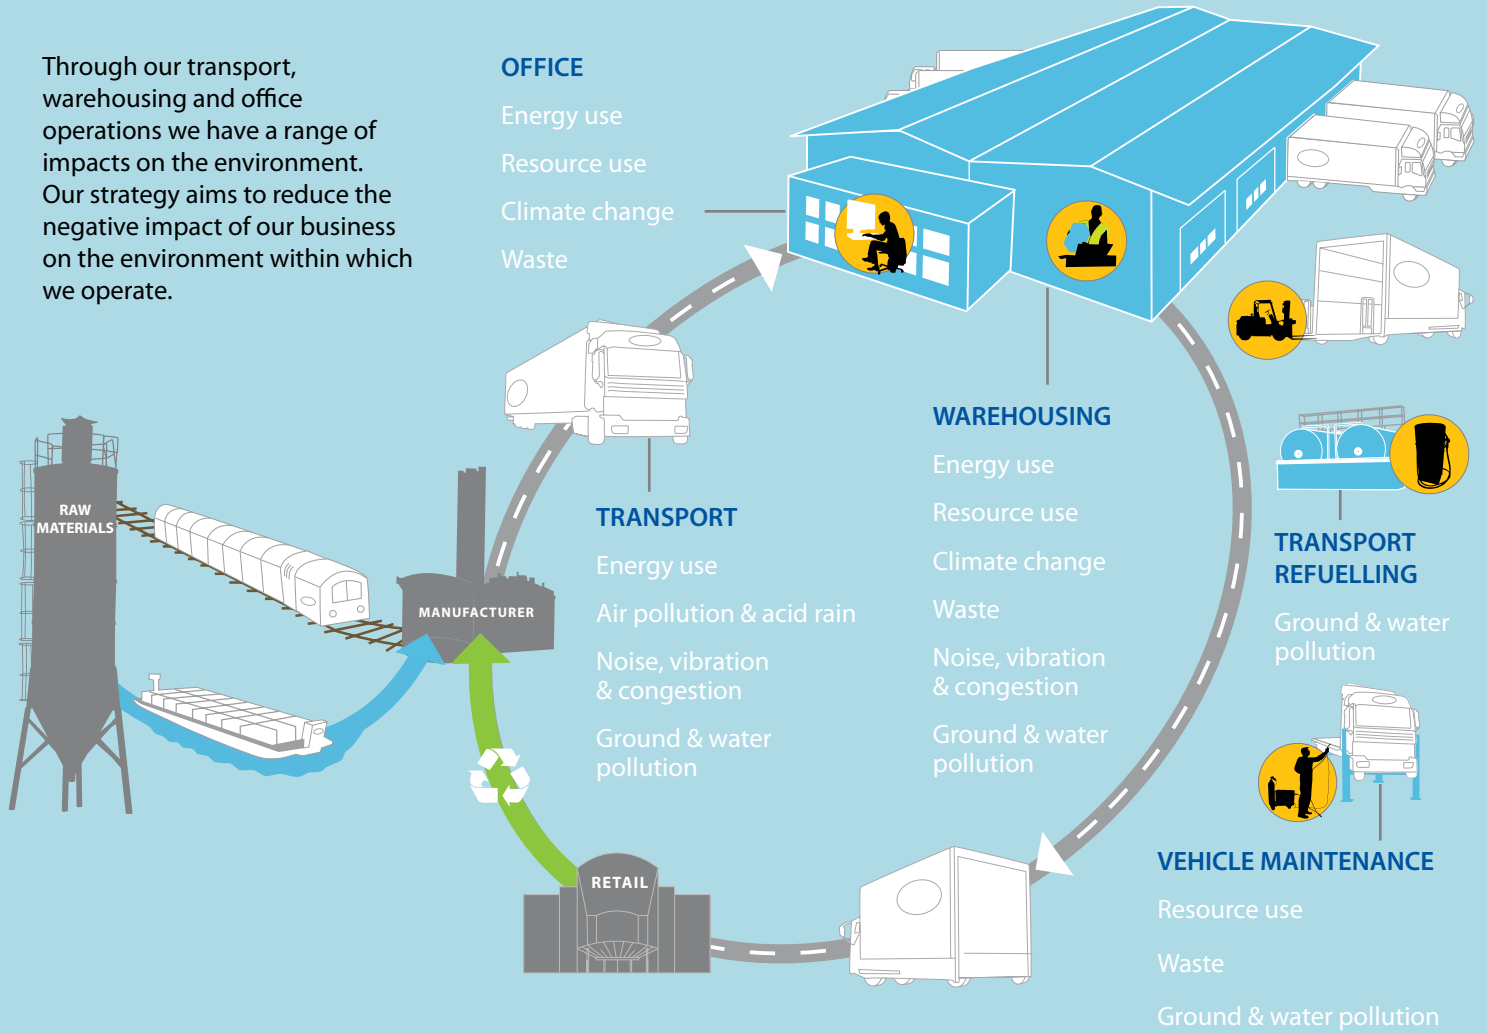 Through our transport,
warehousing and office
operations we have a range of
impacts on the environment.
Our strategy aims to reduce the
negative impact of our business
on the environment within which
we operate.
OFFICE
Energy use
Resource use
Climate change
Waste
RAW
MATERIALS
MANUFACTURER
TRANSPORT
Energy use
Air pollution & acid rain
Noise, vibration
& congestion
Ground & water
pollution
WAREHOUSING
Energy use
Resource use
Climate change
Waste
Noise, vibration
& congestion
Ground & water
pollution
TRANSPORT
REFUELLING
Ground & water
pollution
RETAIL
VEHICLE MAINTENANCE
Resource use
Waste
Ground & water pollution